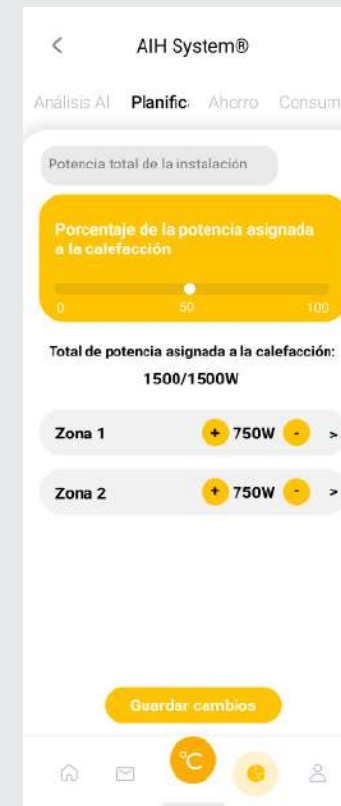 < AIH System®
Análisis AI Planific Ahorro Consum
Potencia total de la instalación
Porcentaje de la potencia asignada
a la calefacción
0 50 100
Total de potencia asignada a la calefacción:
1500/1500W
Zona 1 + 750W - >
Zona 2 + 750W - >
Guardar cambios
°C